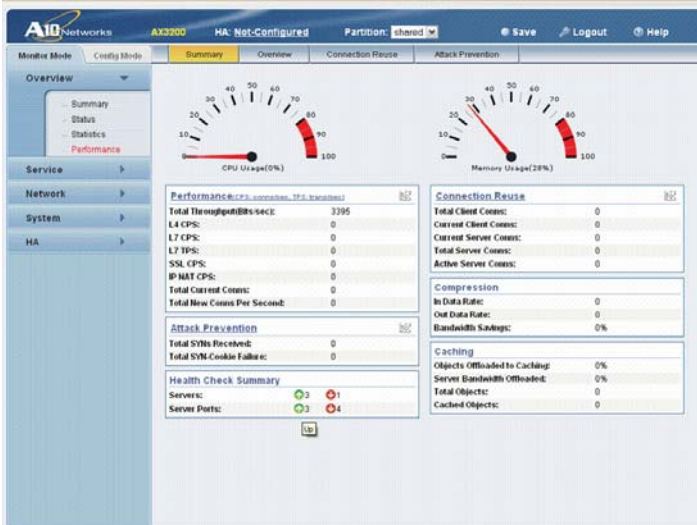 A10 Networks AX3200 HA: Not-Configured Partition: shared Save Logout Help
Monitor Mode Config Mode Summary Overview Connection Reuse Attack Prevention
Overview
Summary
Status
Statistics
Performance
Service
Network
System
HA
0 10 20 30 40 50 60 70 80 90 100
CPU Usage(0%)
0 10 20 30 40 50 60 70 80 90 100
Memory Usage(28%)
Performance(CPS: conns/sec, TPS: trans/sec)
Total Throughput(Bits/sec): 3395
L4 CPS: 0
L7 CPS: 0
L7 TPS: 0
SSL CPS: 0
IP NAT CPS: 0
Total Current Conns: 0
Total New Conns Per Second: 0
Attack Prevention
Total SYNs Received: 0
Total SYN-Cookie Failure: 0
Health Check Summary
Servers: 3 1
Server Ports: 3 4
Up
Connection Reuse
Total Client Conns: 0
Current Client Conns: 0
Current Server Conns: 0
Total Server Conns: 0
Active Server Conns: 0
Compression
In Data Rate: 0
Out Data Rate: 0
Bandwidth Savings: 0%
Caching
Objects Offloaded to Caching: 0%
Server Bandwidth Offloaded: 0%
Total Objects: 0
Cached Objects: 0